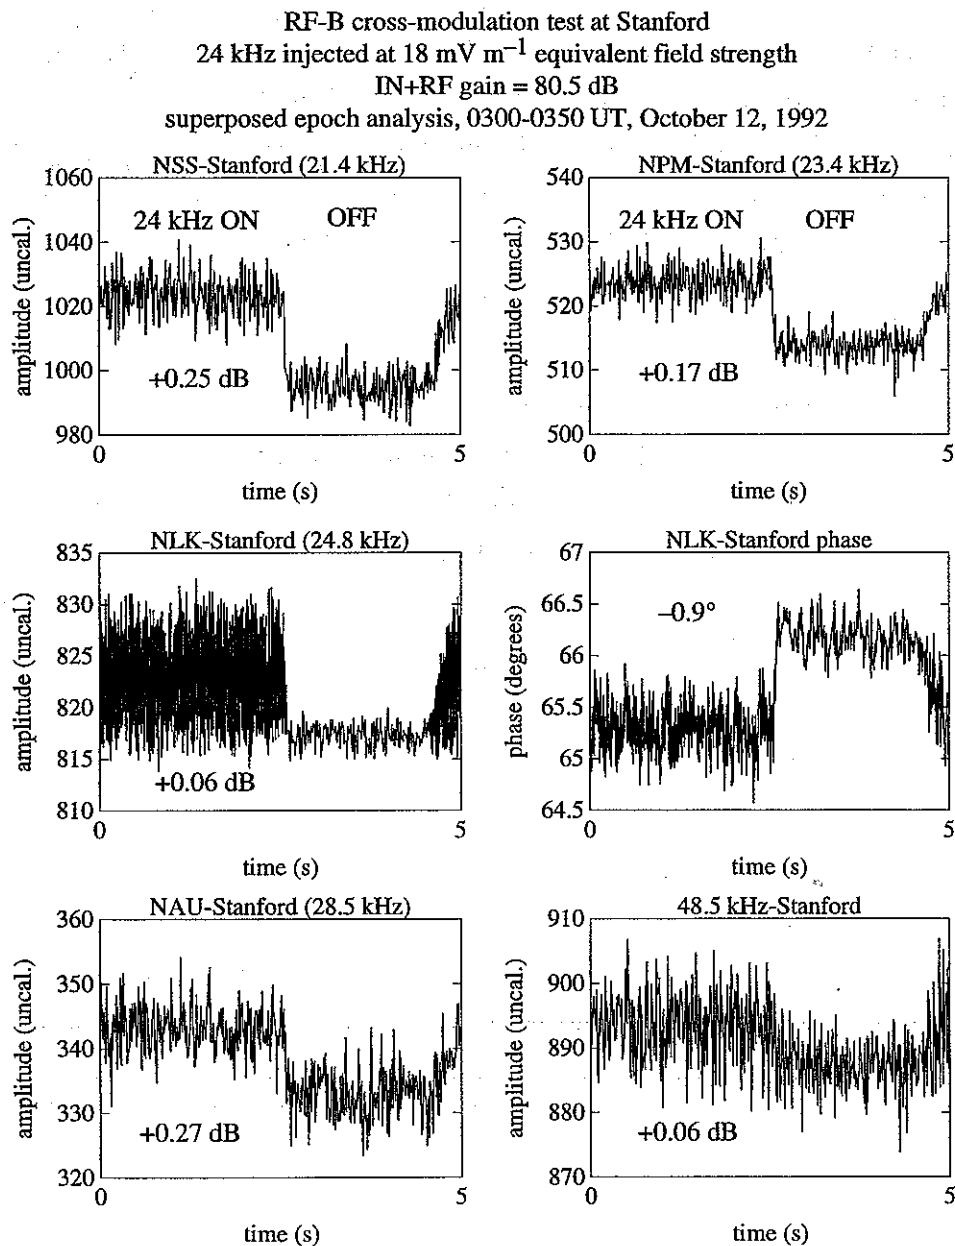 RF-B cross-modulation test at Stanford
24 kHz injected at 18 mV m⁻¹ equivalent field strength
IN+RF gain = 80.5 dB
superposed epoch analysis, 0300-0350 UT, October 12, 1992
NSS-Stanford (21.4 kHz)
1060
1040
1020
1000
980
amplitude (uncal.)
24 kHz ON
OFF
+0.25 dB
0
5
time (s)
NPM-Stanford (23.4 kHz)
540
530
520
510
500
amplitude (uncal.)
24 kHz ON
OFF
+0.17 dB
0
5
time (s)
NLK-Stanford (24.8 kHz)
835
830
825
820
815
810
amplitude (uncal.)
+0.06 dB
0
5
time (s)
NLK-Stanford phase
67
66.5
66
65.5
65
64.5
phase (degrees)
–0.9°
0
5
time (s)
NAU-Stanford (28.5 kHz)
360
350
340
330
320
amplitude (uncal.)
+0.27 dB
0
5
time (s)
48.5 kHz-Stanford
910
900
890
880
870
amplitude (uncal.)
+0.06 dB
0
5
time (s)